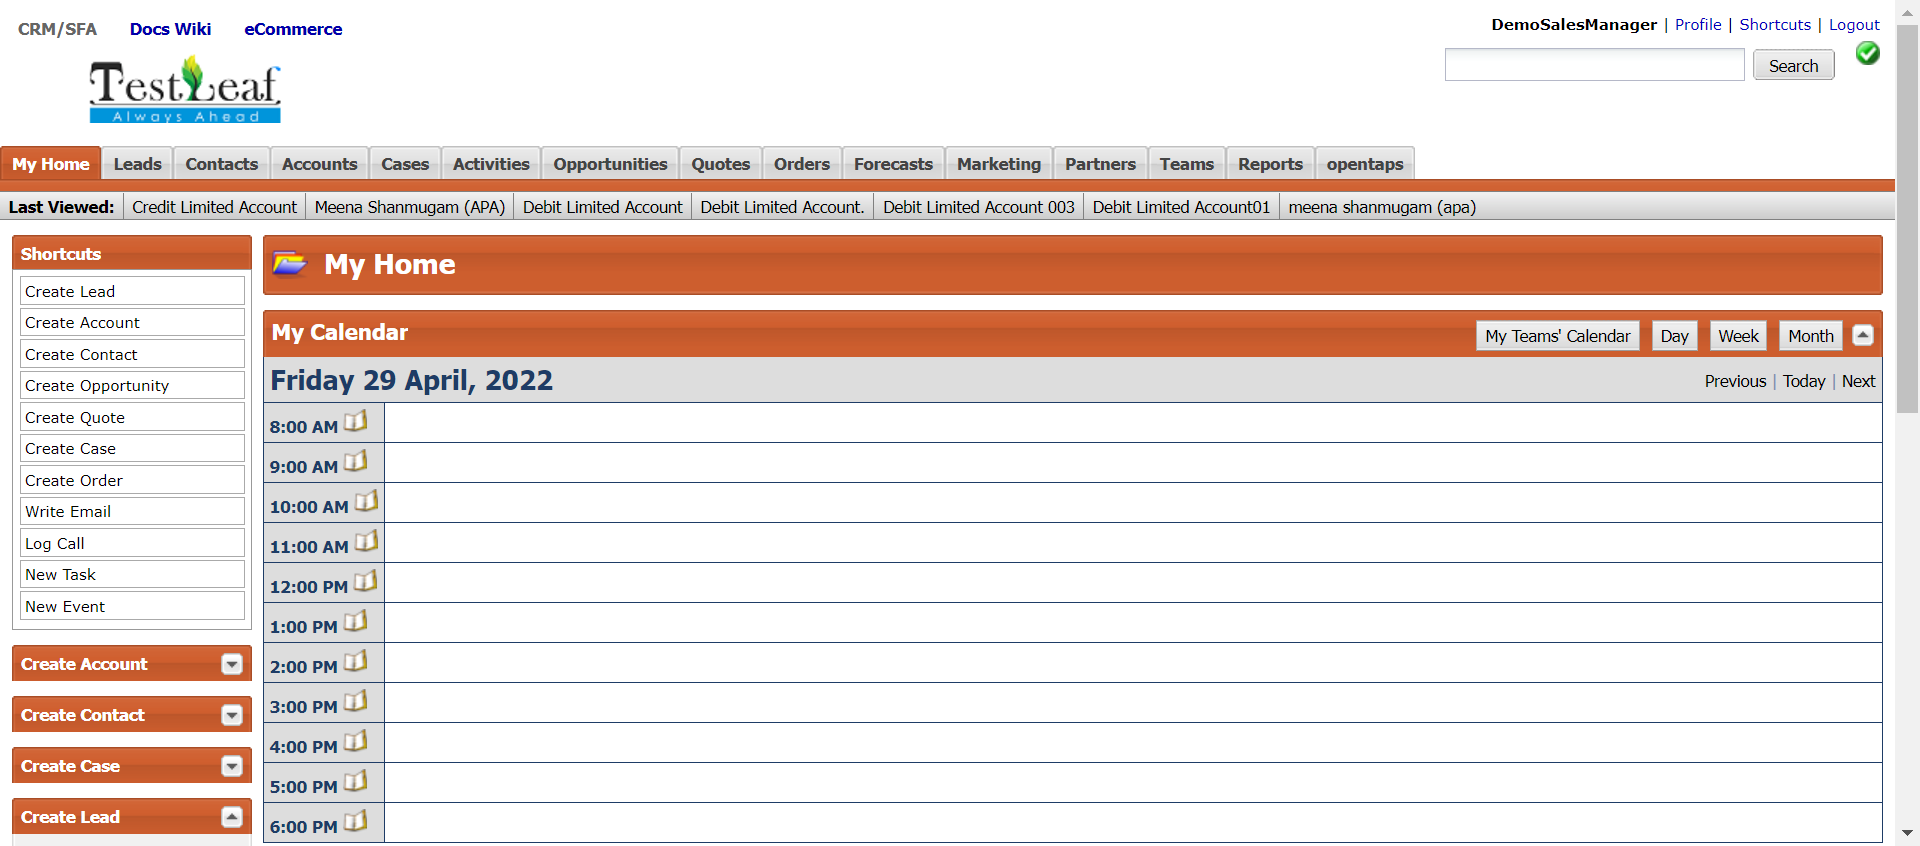 CRM/SFA Docs Wiki eCommerce
DemoSalesManager | Profile | Shortcuts | Logout
Search
TestLeaf
Always Ahead
My Home Leads Contacts Accounts Cases Activities Opportunities Quotes Orders Forecasts Marketing Partners Teams Reports opentaps
Last Viewed: Credit Limited Account Meena Shanmugam (APA) Debit Limited Account Debit Limited Account. Debit Limited Account 003 Debit Limited Account01 meena shanmugam (apa)
Shortcuts
Create Lead
Create Account
Create Contact
Create Opportunity
Create Quote
Create Case
Create Order
Write Email
Log Call
New Task
New Event
Create Account
Create Contact
Create Case
Create Lead
My Home
My Calendar
My Teams' Calendar Day Week Month
Friday 29 April, 2022
Previous | Today | Next
8:00 AM
9:00 AM
10:00 AM
11:00 AM
12:00 PM
1:00 PM
2:00 PM
3:00 PM
4:00 PM
5:00 PM
6:00 PM